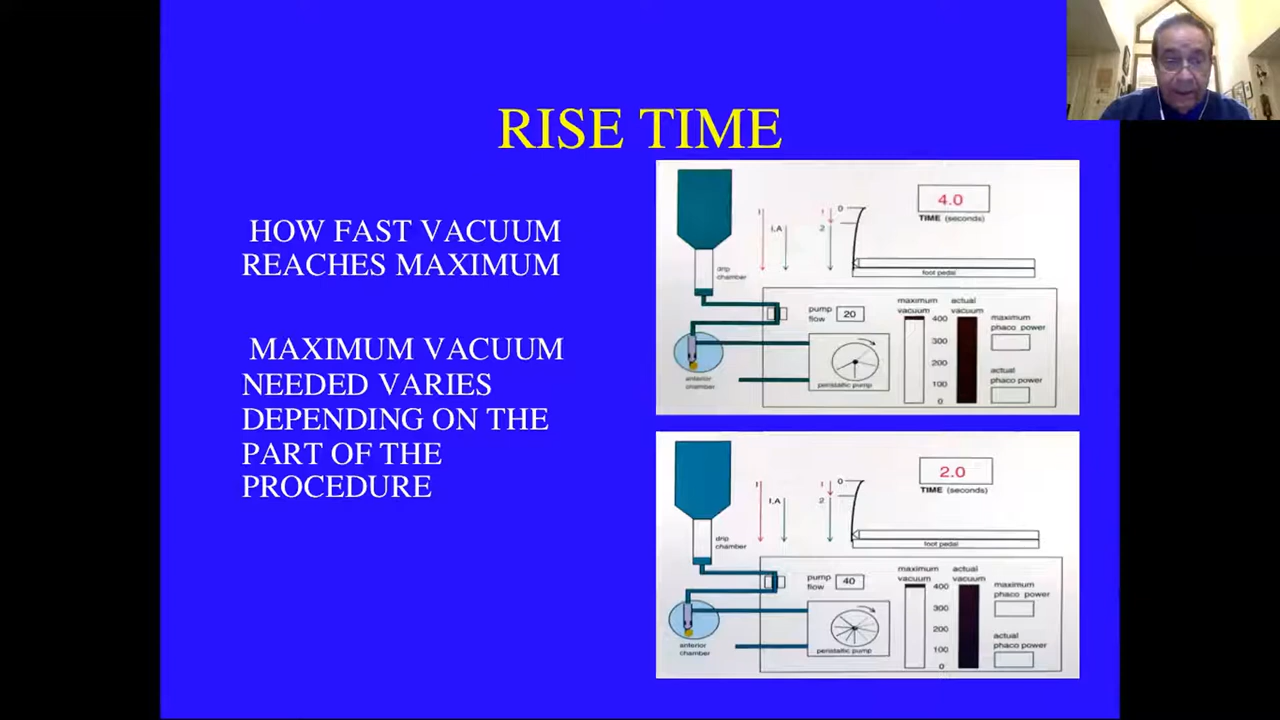 RISE TIME
HOW FAST VACUUM
REACHES MAXIMUM
MAXIMUM VACUUM
NEEDED VARIES
DEPENDING ON THE
PART OF THE
PROCEDURE
4.0
TIME (seconds)
I
I,A
1
2
0
foot pedal
drip
chamber
pump
flow
20
maximum
vacuum
actual
vacuum
400
300
200
100
0
maximum
phaco power
actual
phaco power
peristaltic pump
anterior
chamber
2.0
TIME (seconds)
I
I,A
1
2
0
foot pedal
drip
chamber
pump
flow
40
maximum
vacuum
actual
vacuum
400
300
200
100
0
maximum
phaco power
actual
phaco power
peristaltic pump
anterior
chamber